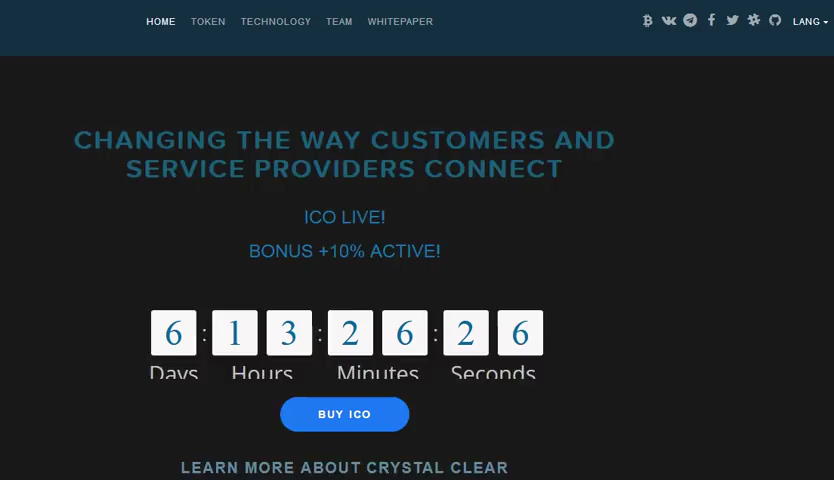 HOME TOKEN TECHNOLOGY TEAM WHITEPAPER LANG
CHANGING THE WAY CUSTOMERS AND
SERVICE PROVIDERS CONNECT
ICO LIVE!
BONUS +10% ACTIVE!
6 : 1 3 : 2 6 : 2 6
Days Hours Minutes Seconds
BUY ICO
LEARN MORE ABOUT CRYSTAL CLEAR